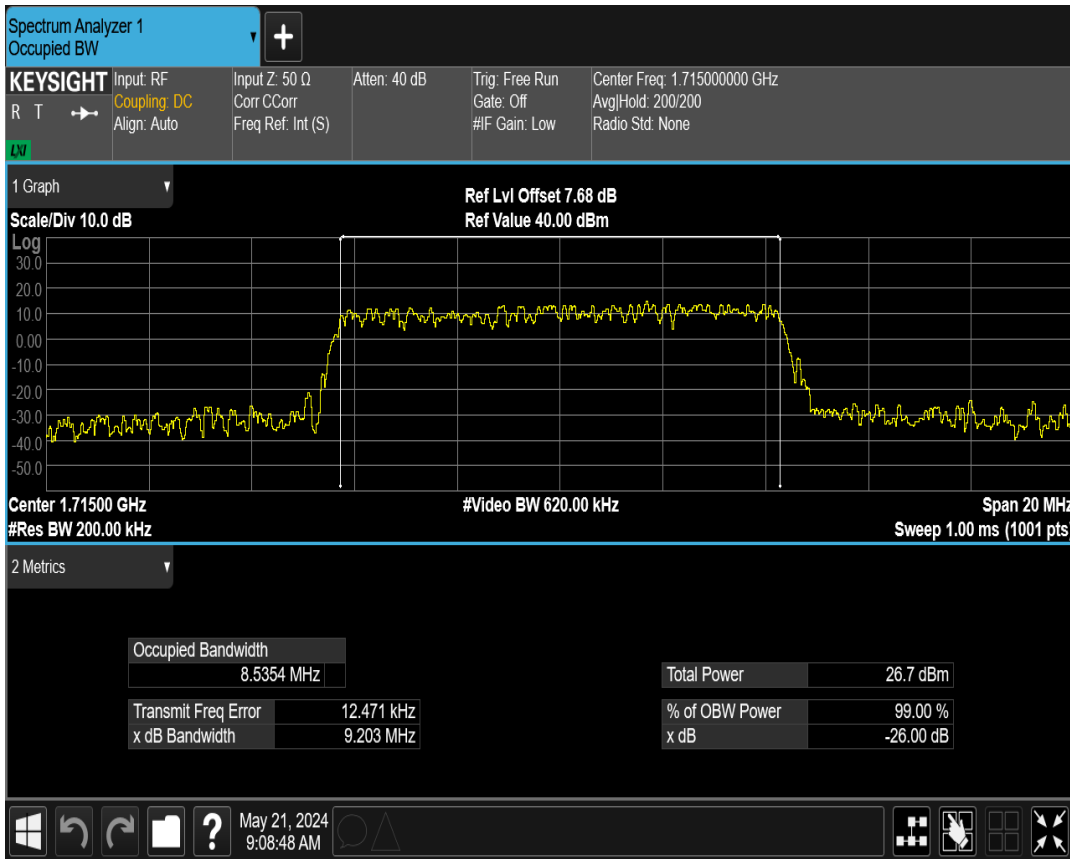 Spectrum Analyzer 1
Occupied BW
+
KEYSIGHT
R T
LXI
Input: RF
Coupling: DC
Align: Auto
Input Z: 50 Ω
Corr CCorr
Freq Ref: Int (S)
Atten: 40 dB
Trig: Free Run
Gate: Off
#IF Gain: Low
Center Freq: 1.715000000 GHz
Avg|Hold: 200/200
Radio Std: None
1 Graph
Scale/Div 10.0 dB
Ref Lvl Offset 7.68 dB
Ref Value 40.00 dBm
Log
30.0
20.0
10.0
0.00
-10.0
-20.0
-30.0
-40.0
-50.0
Center 1.71500 GHz
#Video BW 620.00 kHz
Span 20 MHz
#Res BW 200.00 kHz
Sweep 1.00 ms (1001 pts)
2 Metrics
Occupied Bandwidth
8.5354 MHz
Total Power 26.7 dBm
Transmit Freq Error 12.471 kHz
% of OBW Power 99.00 %
x dB Bandwidth 9.203 MHz
x dB -26.00 dB
?
May 21, 2024
9:08:48 AM